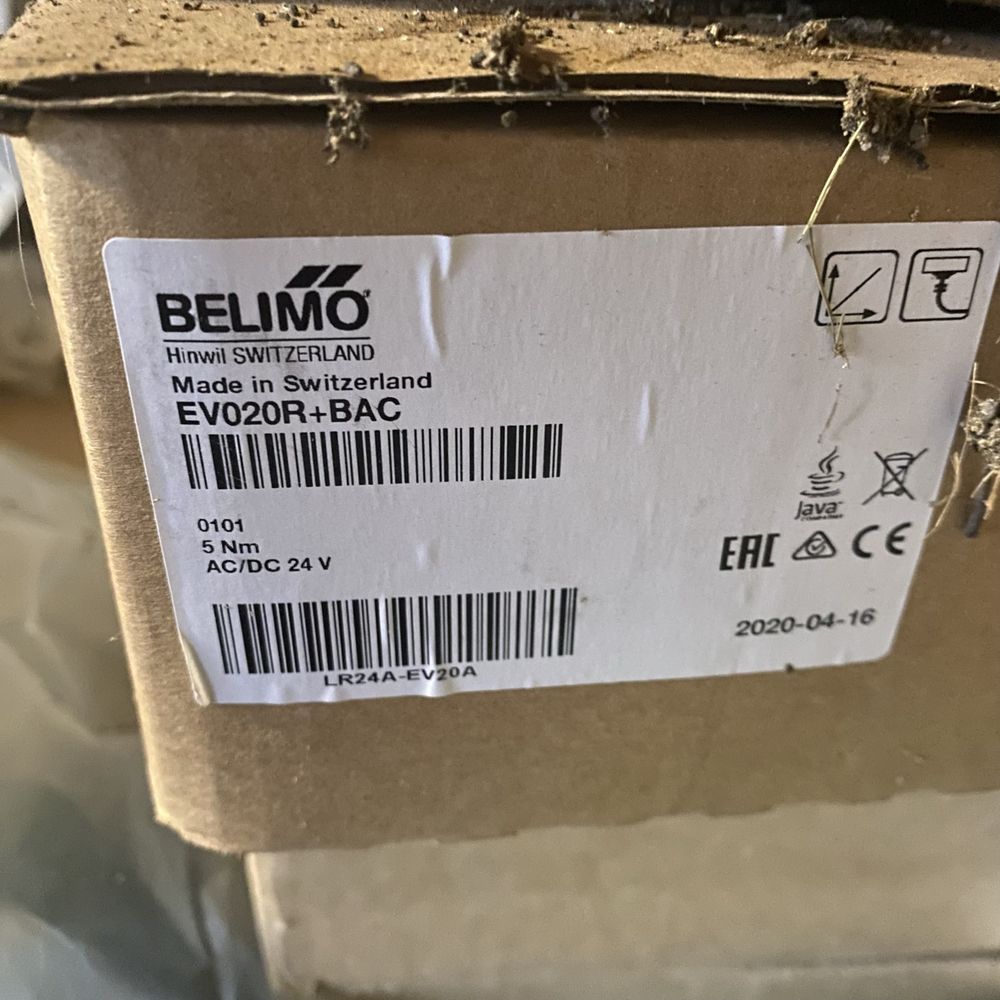 BELIMO
Hinwil SWITZERLAND
Made in Switzerland
EV020R+BAC
0101
5 Nm
AC/DC 24 V
LR24A-EV20A
Java
EAC
CE
2020-04-16